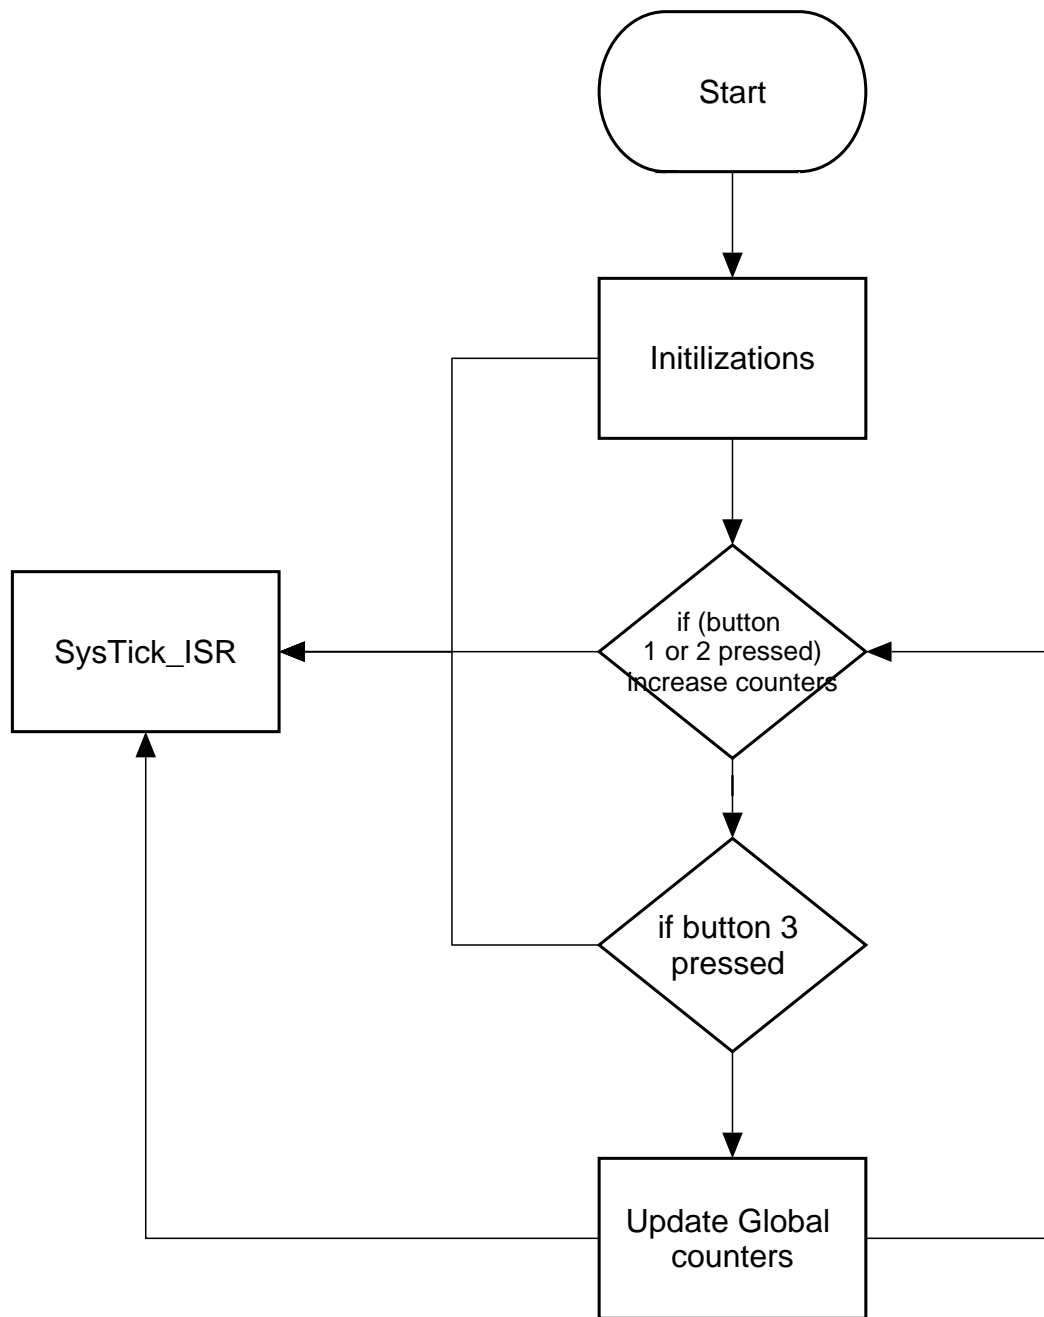 Start
Initilizations
SysTick_ISR
if (button
1 or 2 pressed)
increase counters
if button 3
pressed
Update Global
counters